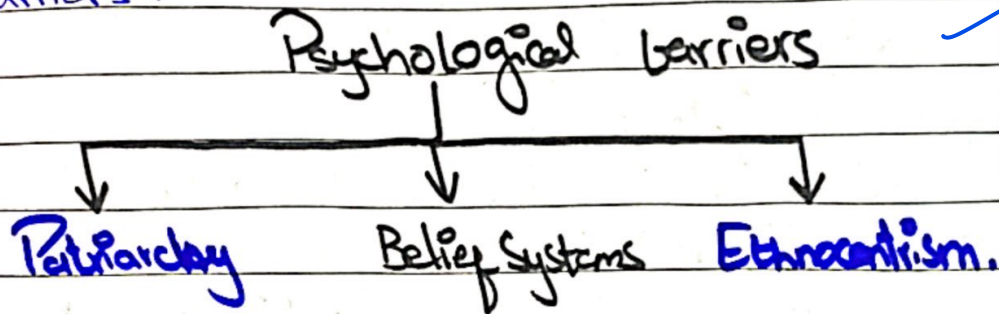 Psychological barriers
Patriarchy Belief Systems Ethnocentrism.